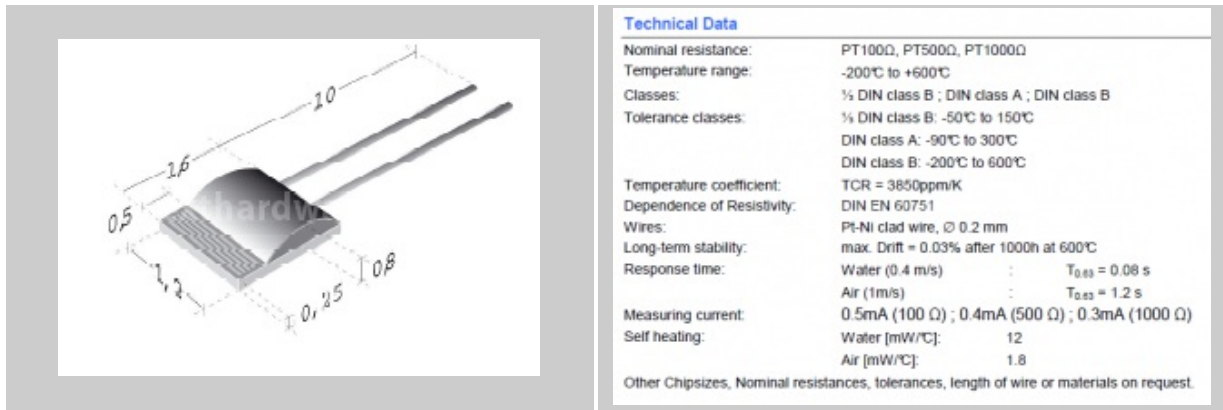 10
1,6
0,5
1,2
0,25
0,8
thardw
Technical Data
Nominal resistance: PT100Ω, PT500Ω, PT1000Ω
Temperature range: -200℃ to +600℃
Classes: ⅓ DIN class B ; DIN class A ; DIN class B
Tolerance classes: ⅓ DIN class B: -50℃ to 150℃
DIN class A: -90℃ to 300℃
DIN class B: -200℃ to 600℃
Temperature coefficient: TCR = 3850ppm/K
Dependence of Resistivity: DIN EN 60751
Wires: Pt-Ni clad wire, ∅ 0.2 mm
Long-term stability: max. Drift = 0.03% after 1000h at 600℃
Response time: Water (0.4 m/s) : T0.63 = 0.08 s
Air (1m/s) : T0.63 = 1.2 s
Measuring current: 0.5mA (100 Ω) ; 0.4mA (500 Ω) ; 0.3mA (1000 Ω)
Self heating: Water [mW/℃]: 12
Air [mW/℃]: 1.8
Other Chipsizes, Nominal resistances, tolerances, length of wire or materials on request.